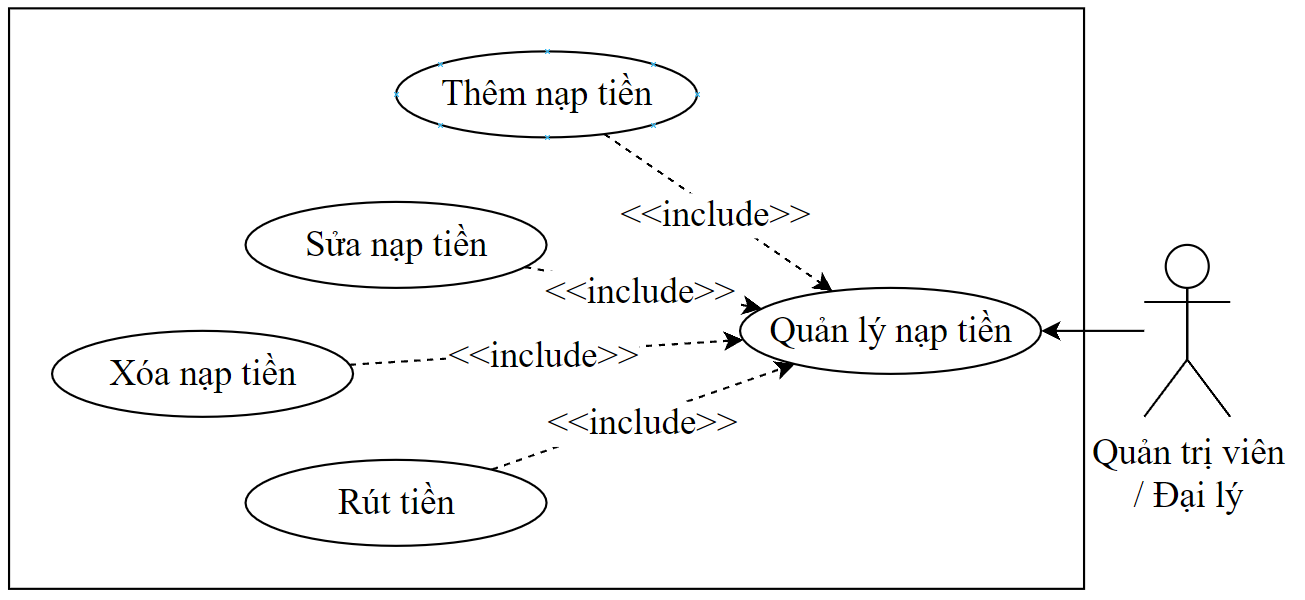 Thêm nạp tiền
<<include>>
Sửa nạp tiền
<<include>>
Quản lý nạp tiền
<<include>>
Xóa nạp tiền
<<include>>
Rút tiền
Quản trị viên
/ Đại lý